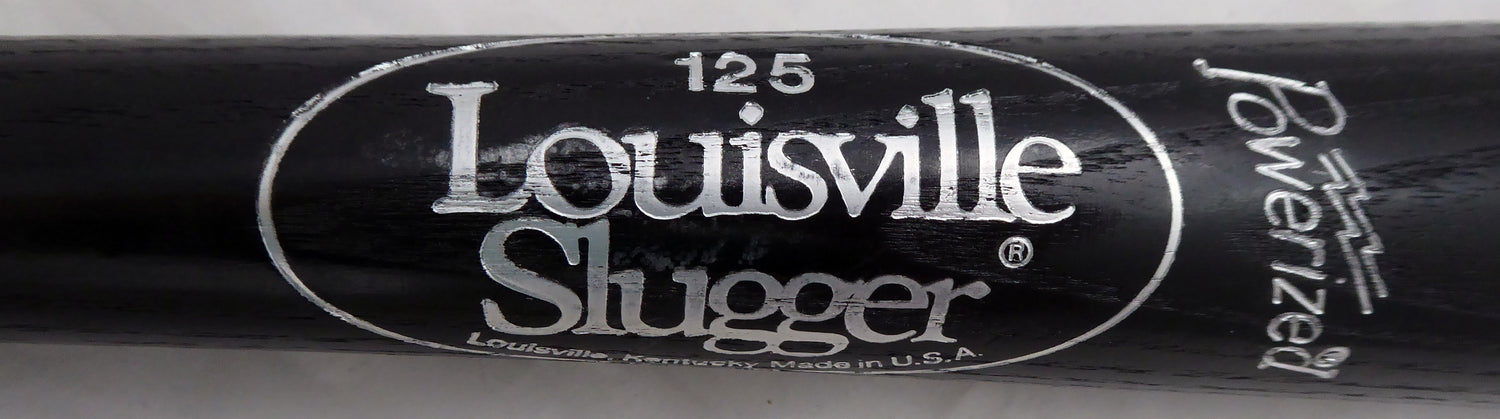 125
Louisville
Slugger®
Louisville, Kentucky Made in U.S.A.
Powerized